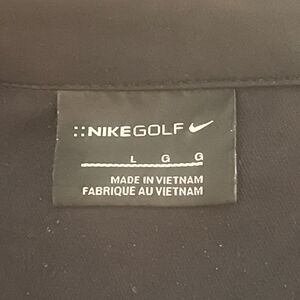 NIKEGOLF
L G G
MADE IN VIETNAM
FABRIQUE AU VIETNAM